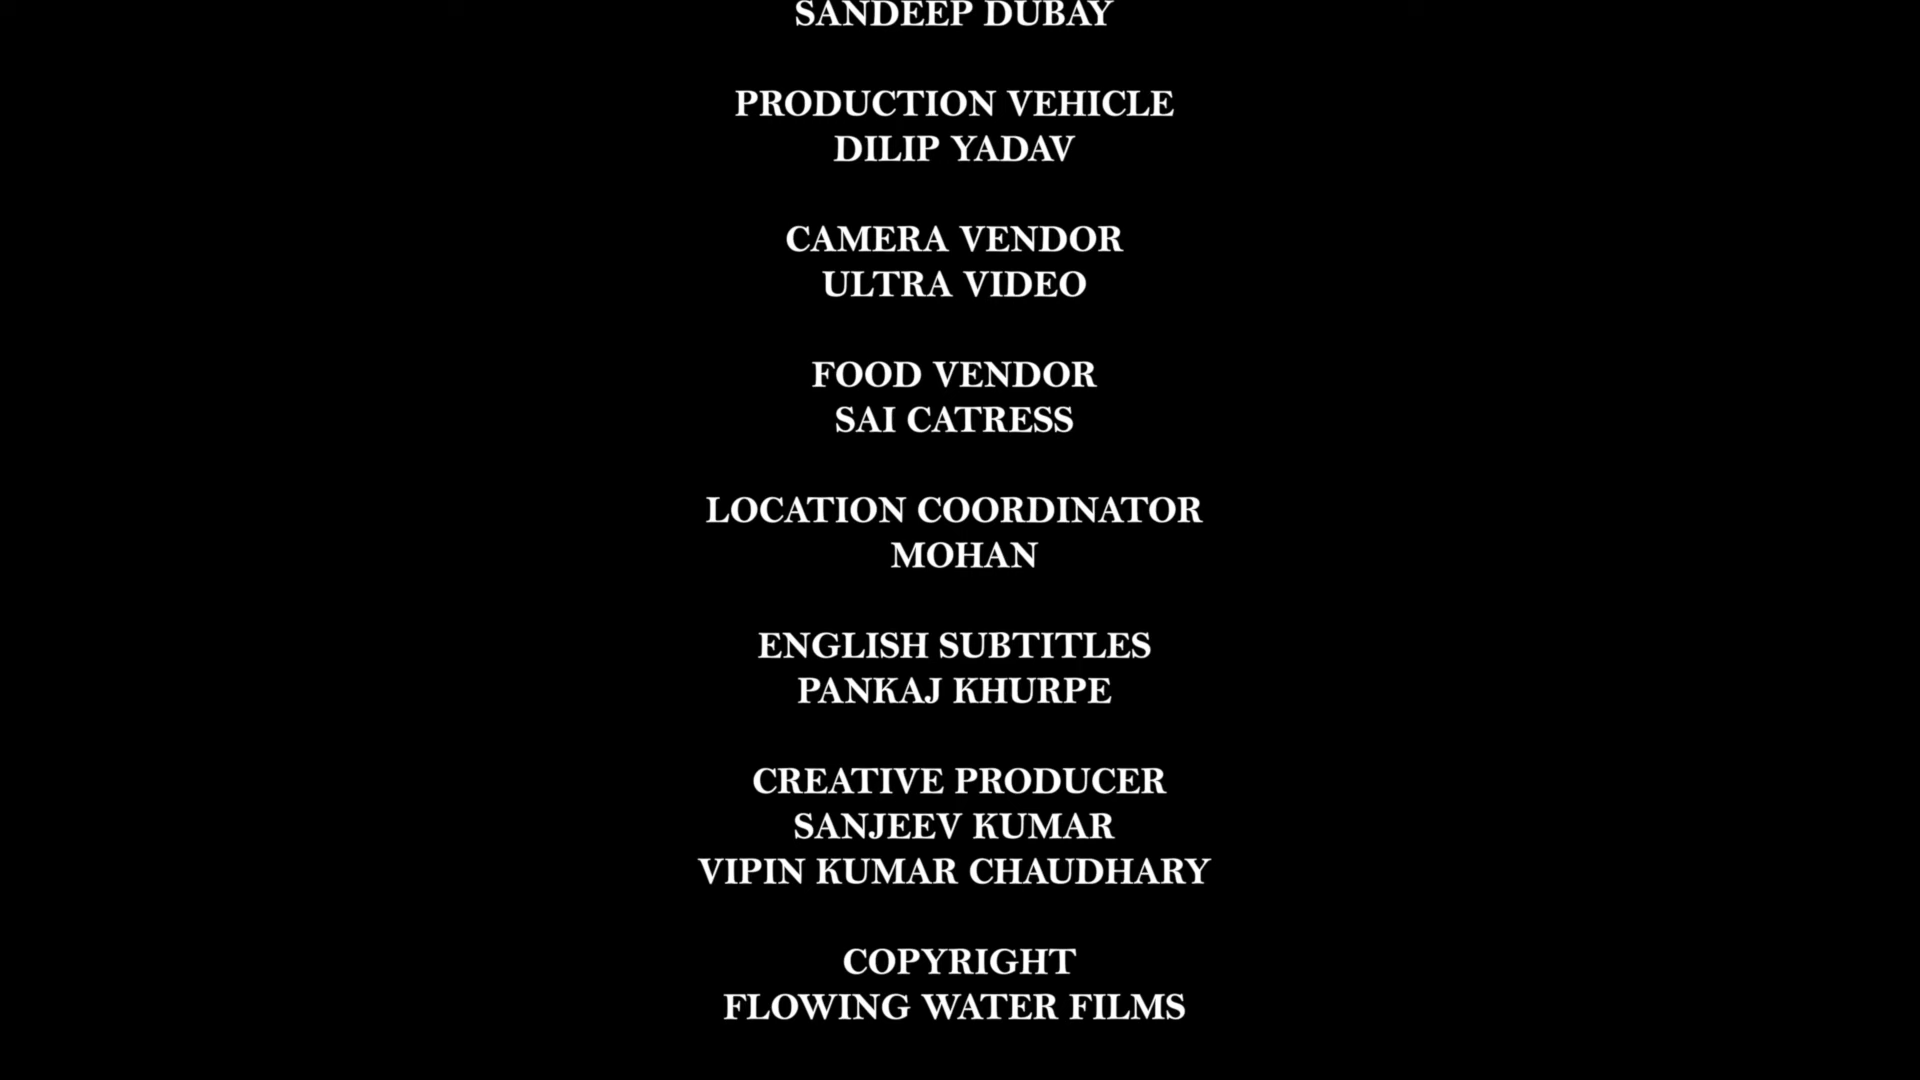 SANDEEP DUBAY
PRODUCTION VEHICLE
DILIP YADAV
CAMERA VENDOR
ULTRA VIDEO
FOOD VENDOR
SAI CATRESS
LOCATION COORDINATOR
MOHAN
ENGLISH SUBTITLES
PANKAJ KHURPE
CREATIVE PRODUCER
SANJEEV KUMAR
VIPIN KUMAR CHAUDHARY
COPYRIGHT
FLOWING WATER FILMS